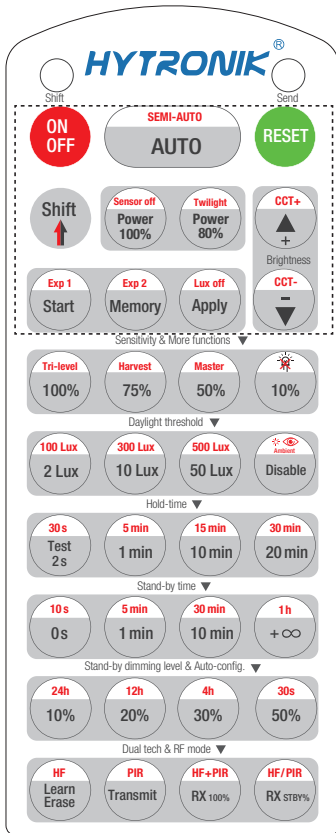 HYTRONIK®
Shift Send
ON
OFF
SEMI-AUTO
AUTO
RESET
Shift
Sensor off
Power
100%
Twilight
Power
80%
CCT+
+
Brightness
CCT-
-
Exp 1
Start
Exp 2
Memory
Lux off
Apply
Sensitivity & More functions ▼
Tri-level Harvest Master
100% 75% 50% 10%
Daylight threshold ▼
100 Lux 300 Lux 500 Lux Ambient
2 Lux 10 Lux 50 Lux Disable
Hold-time ▼
30 s 5 min 15 min 30 min
Test
2 s
1 min 10 min 20 min
Stand-by time ▼
10 s 5 min 30 min 1 h
0 s 1 min 10 min +∞
Stand-by dimming level & Auto-config. ▼
24h 12h 4h 30s
10% 20% 30% 50%
Dual tech & RF mode ▼
HF PIR HF+PIR HF/PIR
Learn
Erase
Transmit RX 100% RX STBY%